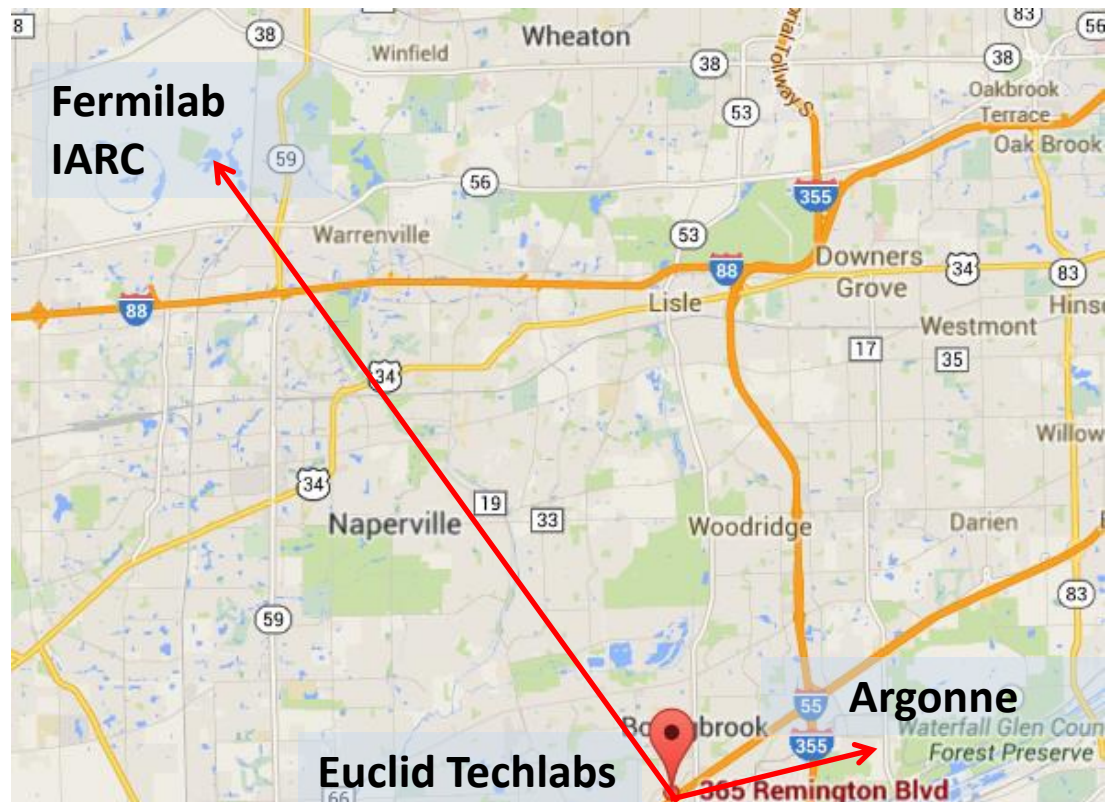 8
38
Winfield
Wheaton
38
83
56
38
Oakbrook
Terrace
Oak Brook
53
Fermilab
IARC
59
56
355
Warrenville
53
88
88
Downers
Grove
34
83
Lisle
Westmont
17
35
34
34
19
33
Naperville
Woodridge
Darien
59
83
55
Argonne
Waterfall Glen Coun
Forest Preserve
355
Euclid Techlabs
365 Remington Blvd
66